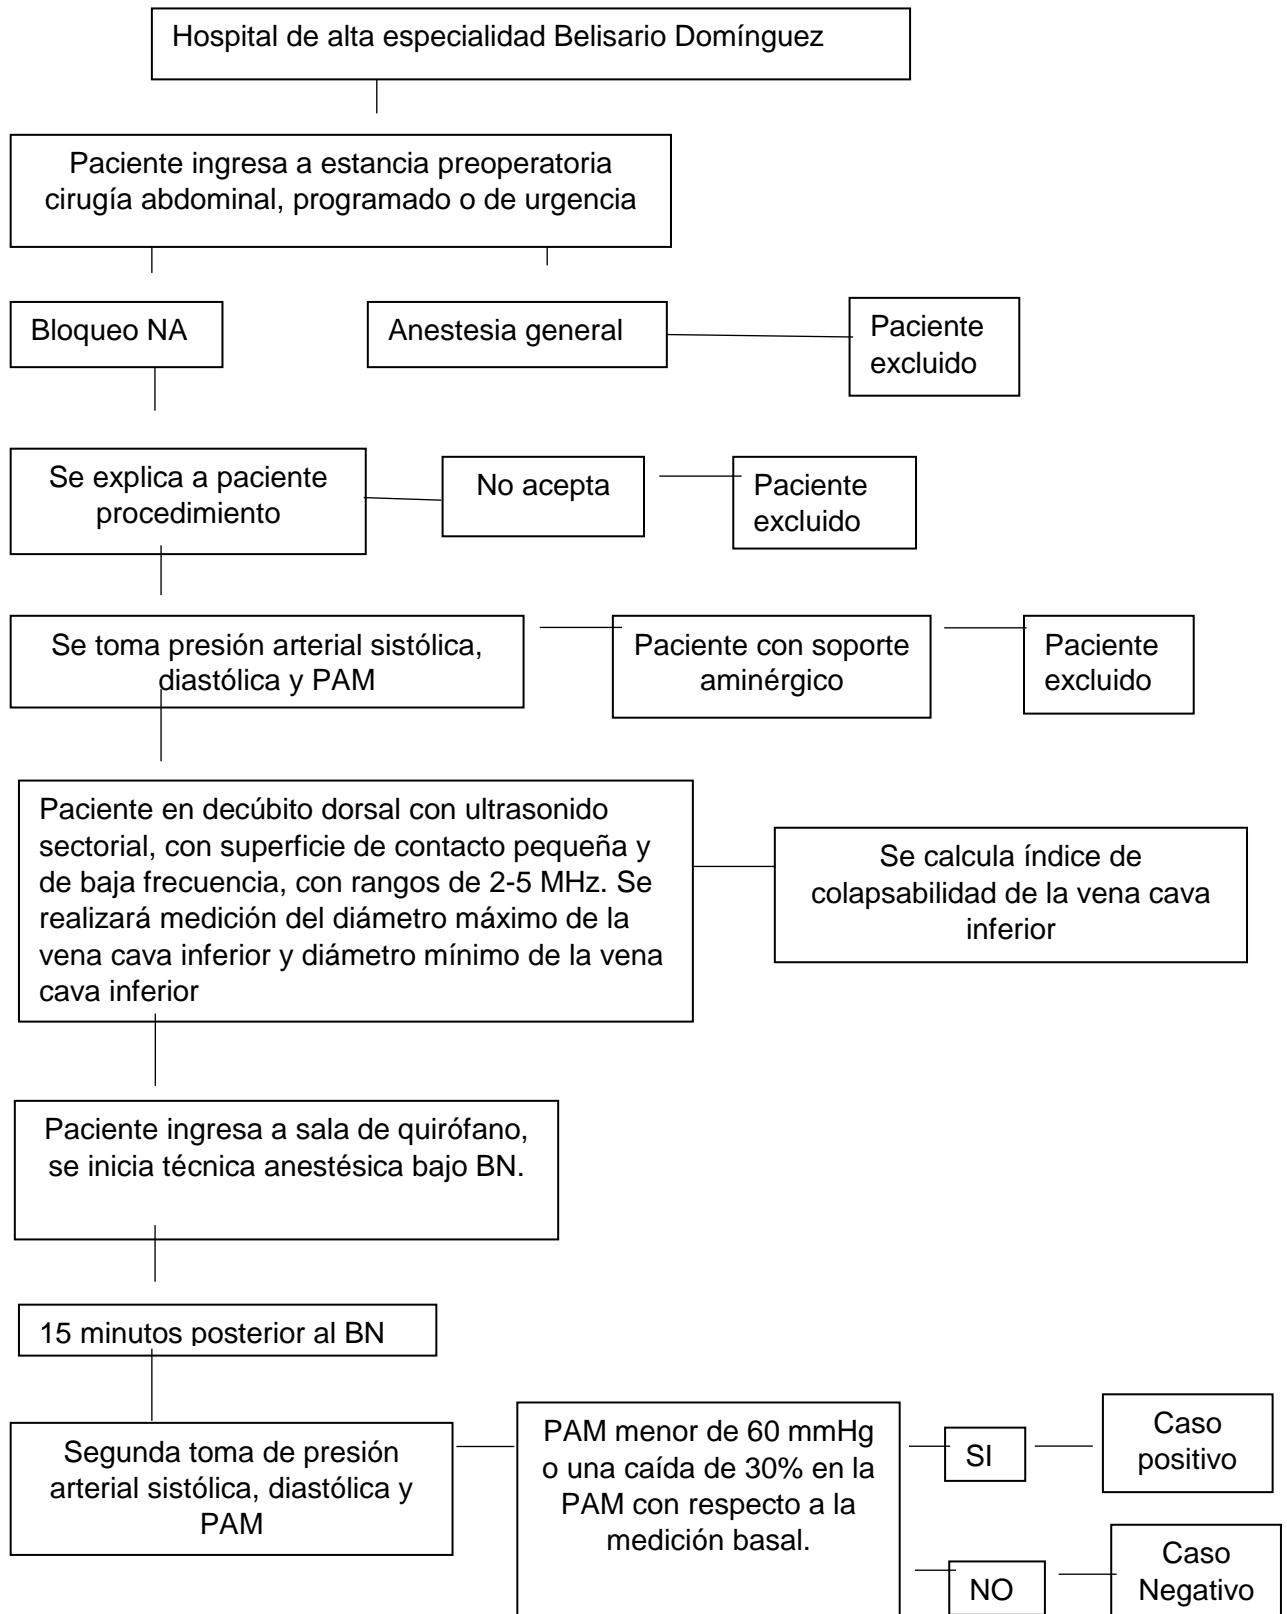 Hospital de alta especialidad Belisario Domínguez
Paciente ingresa a estancia preoperatoria
cirugía abdominal, programado o de urgencia
Bloqueo NA
Anestesia general
Paciente
excluido
Se explica a paciente
procedimiento
No acepta
Paciente
excluido
Se toma presión arterial sistólica,
diastólica y PAM
Paciente con soporte
aminérgico
Paciente
excluido
Paciente en decúbito dorsal con ultrasonido
sectorial, con superficie de contacto pequeña y
de baja frecuencia, con rangos de 2-5 MHz. Se
realizará medición del diámetro máximo de la
vena cava inferior y diámetro mínimo de la vena
cava inferior
Se calcula índice de
colapsabilidad de la vena cava
inferior
Paciente ingresa a sala de quirófano,
se inicia técnica anestésica bajo BN.
15 minutos posterior al BN
Segunda toma de presión
arterial sistólica, diastólica y
PAM
PAM menor de 60 mmHg
o una caída de 30% en la
PAM con respecto a la
medición basal.
SI
Caso
positivo
NO
Caso
Negativo